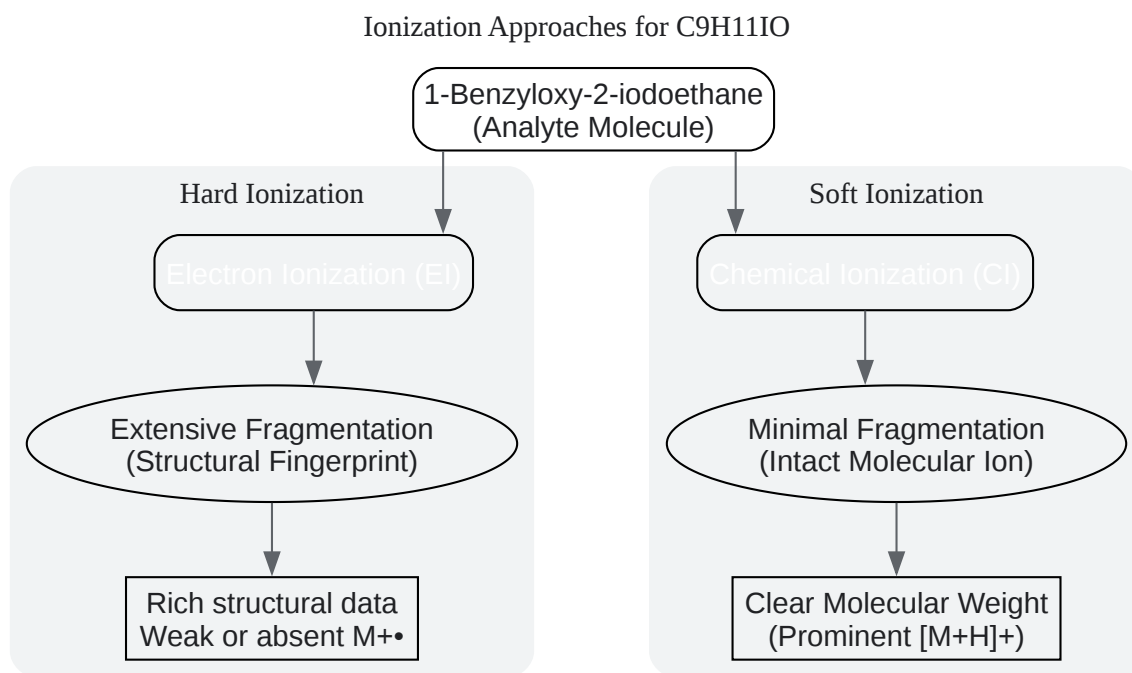 Ionization Approaches for C9H11IO
1-Benzyloxy-2-iodoethane
(Analyte Molecule)
Hard Ionization
Electron Ionization (EI)
Extensive Fragmentation
(Structural Fingerprint)
Rich structural data
Weak or absent M+•
Soft Ionization
Chemical Ionization (CI)
Minimal Fragmentation
(Intact Molecular Ion)
Clear Molecular Weight
(Prominent [M+H]+)